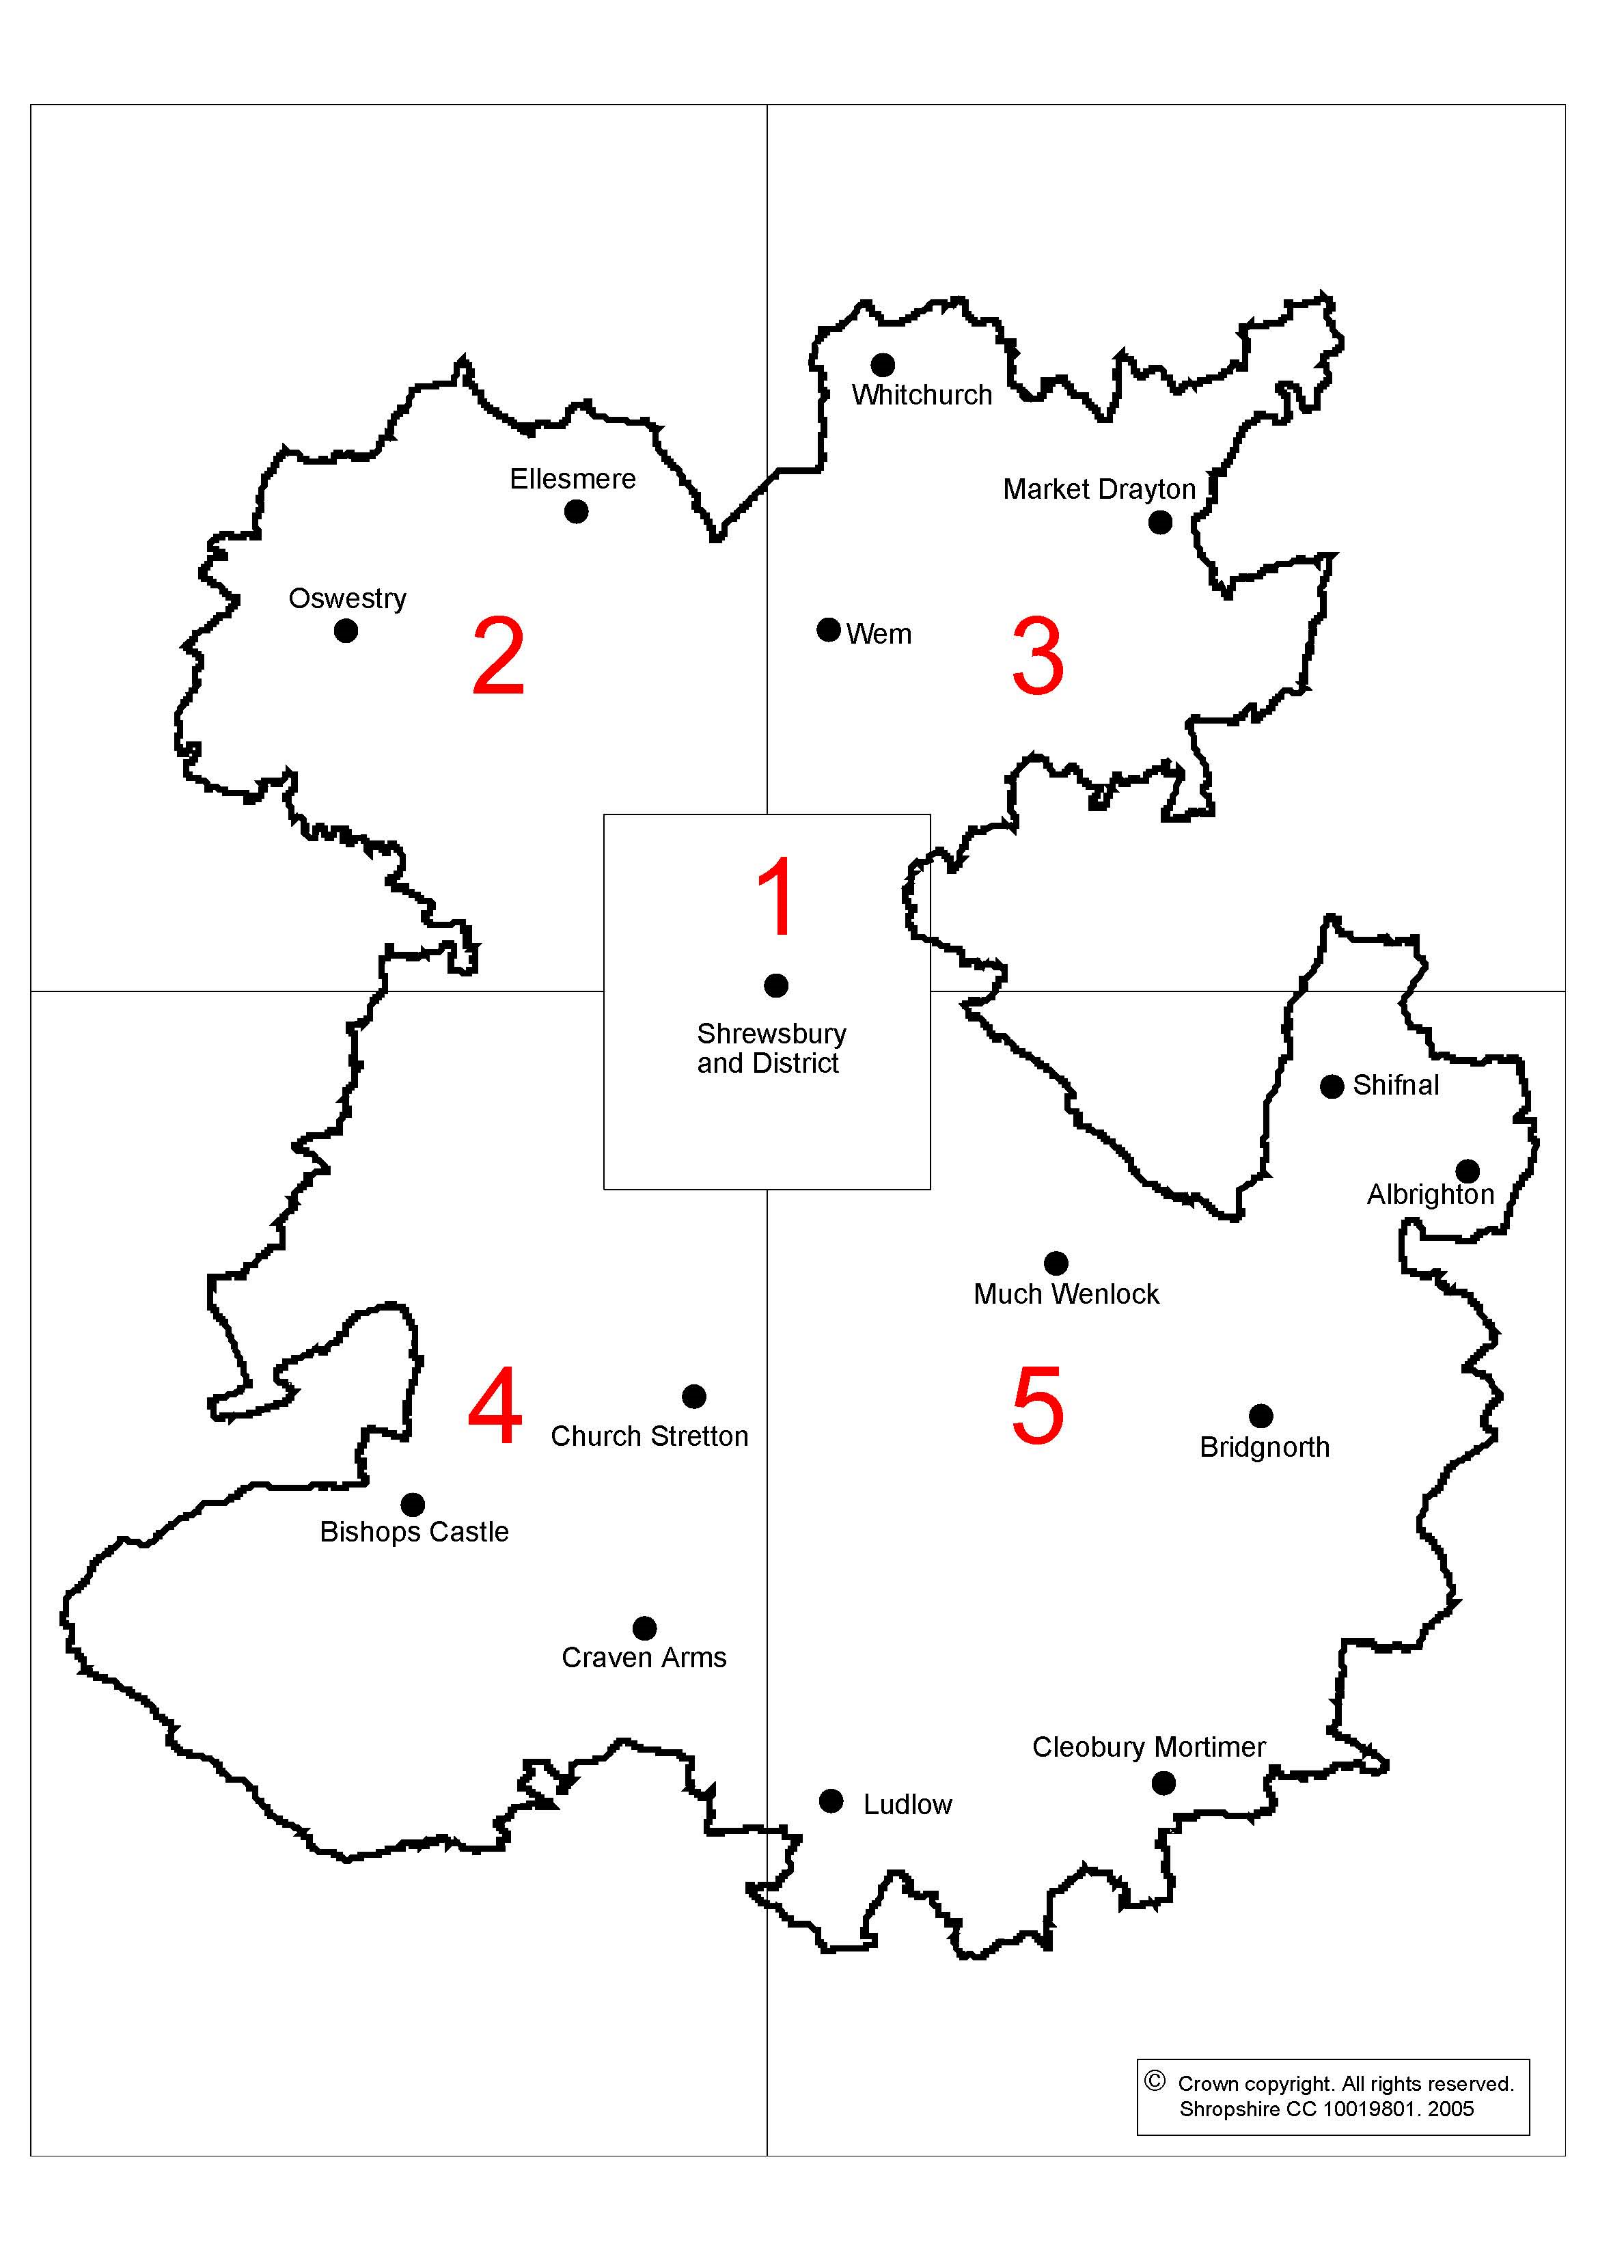 Whitchurch
Ellesmere
Market Drayton
Oswestry
2
Wem
3
1
Shrewsbury
and District
Shifnal
Albrighton
Much Wenlock
4
Church Stretton
5
Bridgnorth
Bishops Castle
Craven Arms
Cleobury Mortimer
Ludlow
© Crown copyright. All rights reserved.
Shropshire CC 10019801. 2005